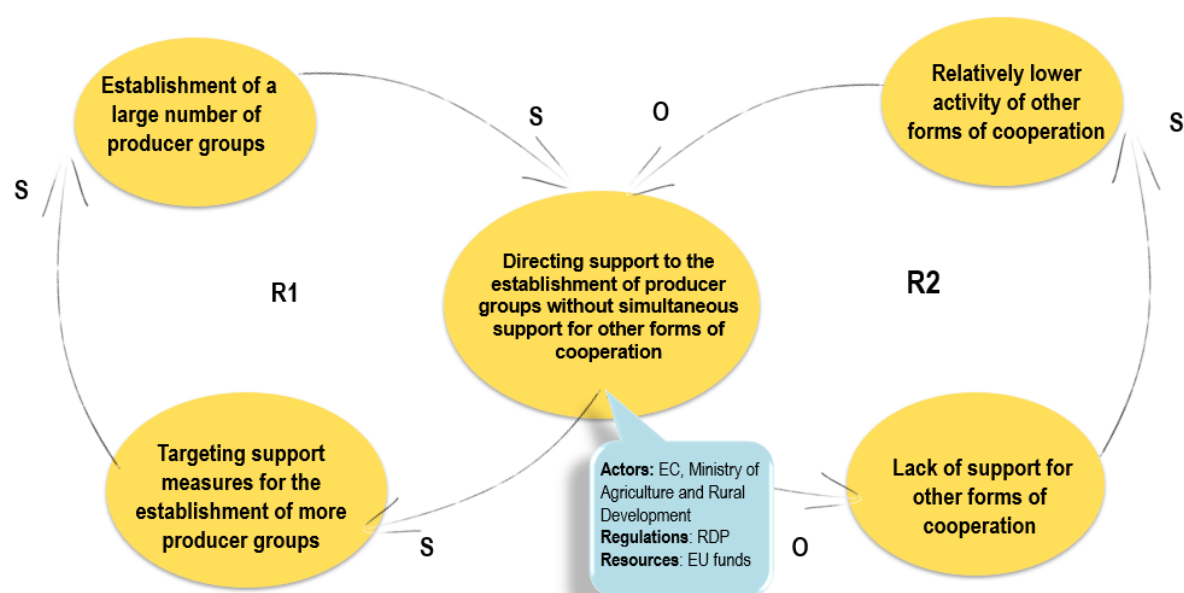 Establishment of a
large number of
producer groups
S
S
R1
Targeting support
measures for the
establishment of more
producer groups
S
Directing support to the
establishment of producer
groups without simultaneous
support for other forms of
cooperation
Actors: EC, Ministry of
Agriculture and Rural
Development
Regulations: RDP
Resources: EU funds
O
Relatively lower
activity of other
forms of cooperation
S
R2
Lack of support for
other forms of
cooperation
O